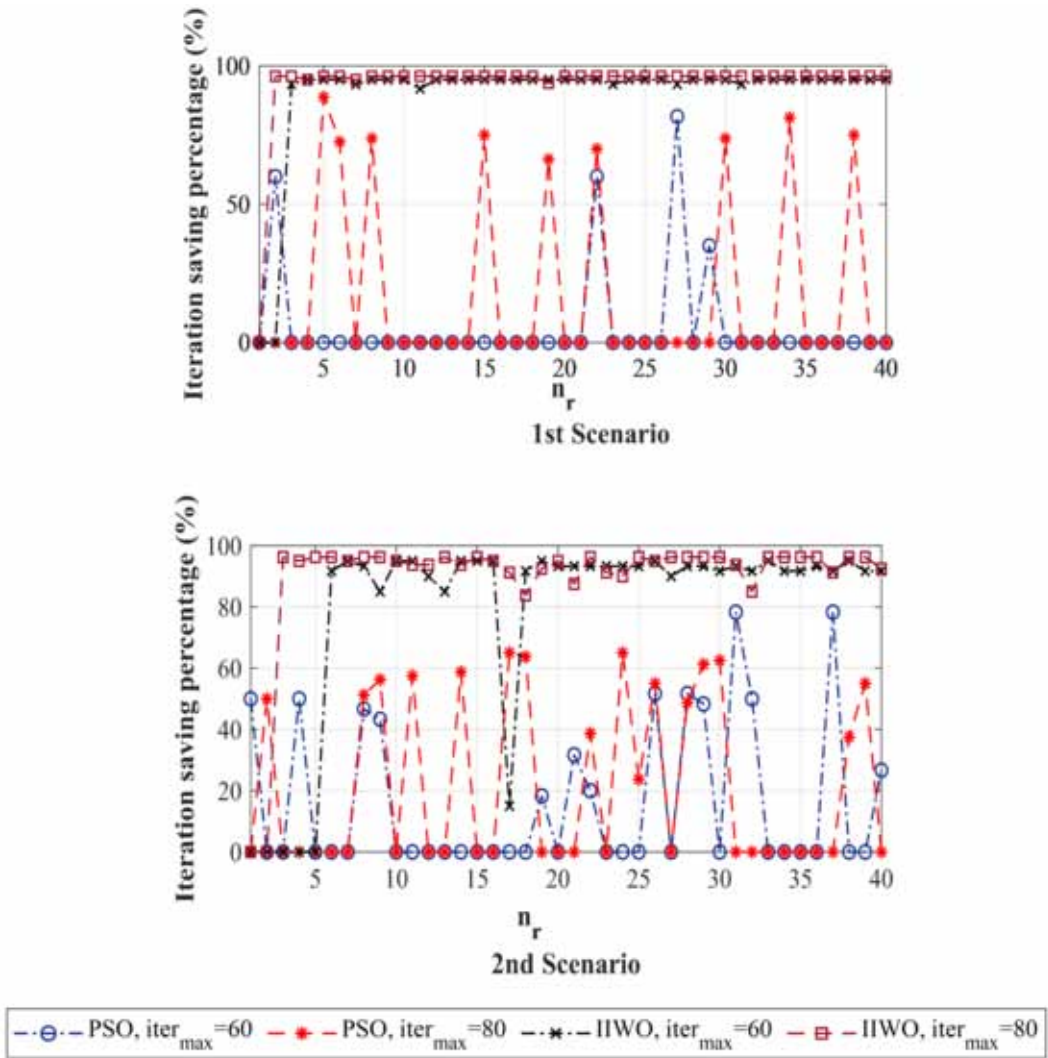 Iteration saving percentage (%)
100
50
0
5 10 15 20 25 30 35 40
n_r
1st Scenario
Iteration saving percentage (%)
100
80
60
40
20
0
5 10 15 20 25 30 35 40
n_r
2nd Scenario
PSO, iter_max=60 PSO, iter_max=80 IIWO, iter_max=60 IIWO, iter_max=80